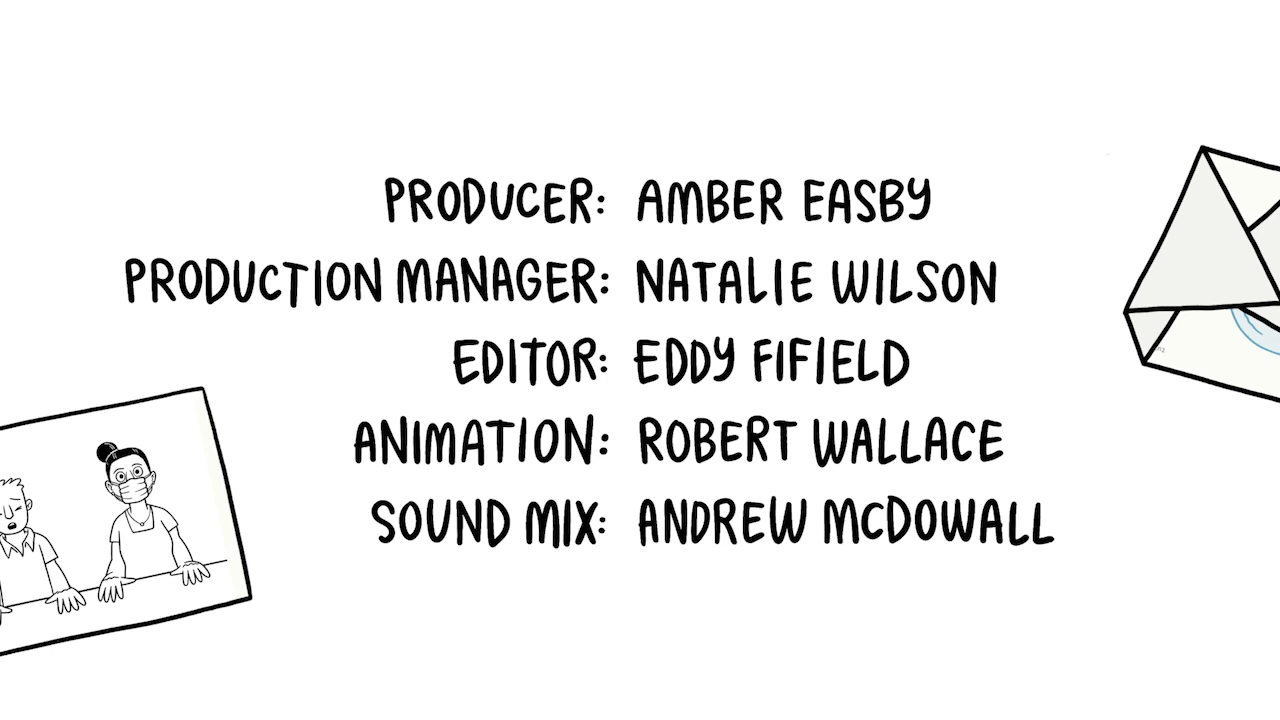 PRODUCER: AMBER EASBY
PRODUCTION MANAGER: NATALIE WILSON
EDITOR: EDDY FIFIELD
ANIMATION: ROBERT WALLACE
SOUND MIX: ANDREW MCDOWALL